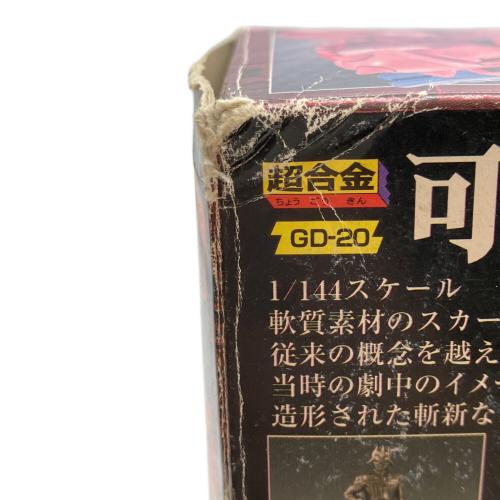 超合金
ちょう ごう きん
GD-20
可
1/144スケール
軟質素材のスカー
従来の概念を越え
当時の劇中のイメ
造形された斬新な